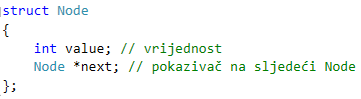 struct Node
{
int value; // vrijednost
Node *next; // pokazivač na sljedeći Node
};